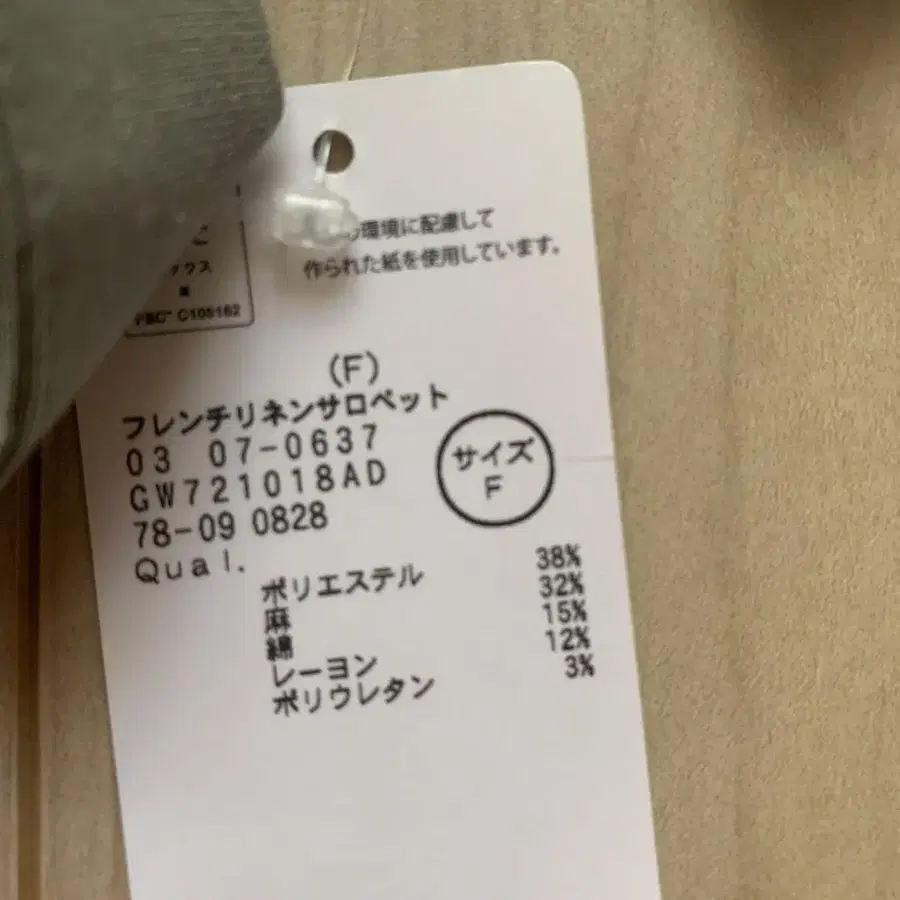 環境に配慮して
作られた紙を使用しています。
ックス
FSC™ C109162
(F)
フレンチリネンサロペット
03 07-0637
GW721018AD
サイズ
F
78-09 0828
Qual.
ポリエステル 38%
麻 32%
綿 15%
レーヨン 12%
ポリウレタン 3%